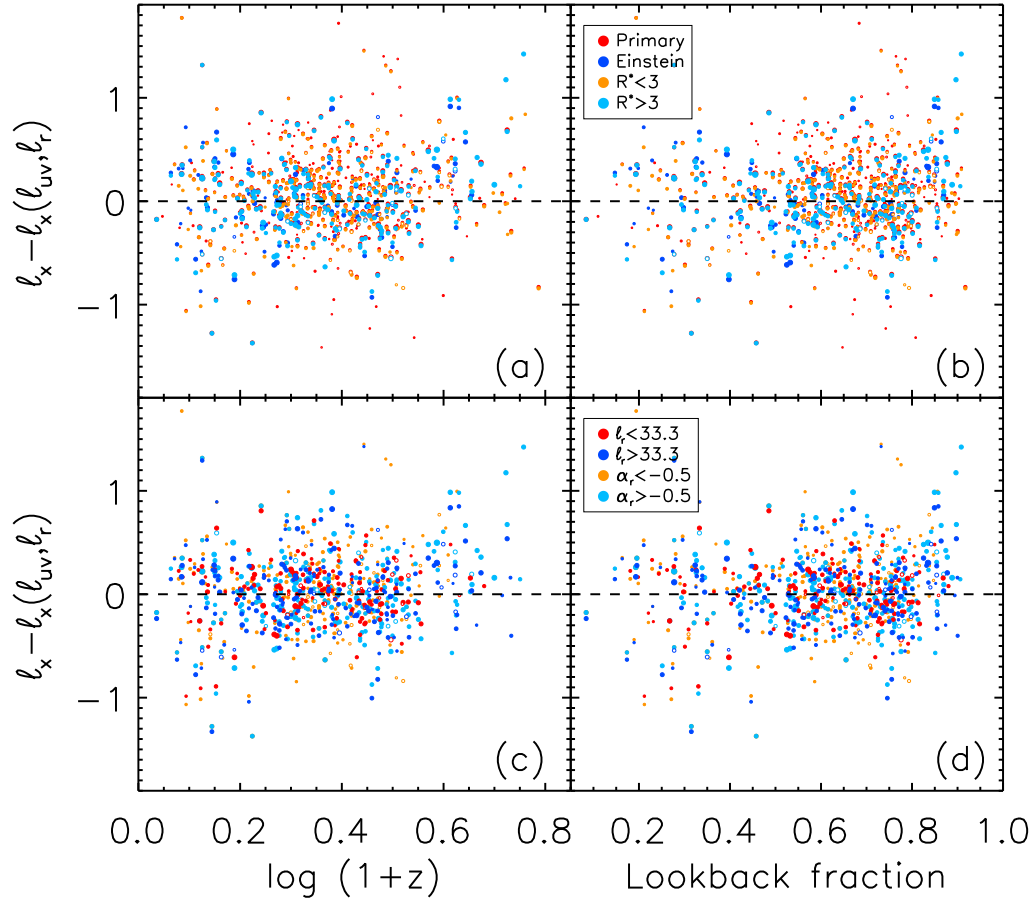 ℓx−ℓx(ℓuv,ℓr)
1
0
−1
(a)
Primary
Einstein
R*<3
R*>3
(b)
ℓx−ℓx(ℓuv,ℓr)
1
0
−1
(c)
ℓr<33.3
ℓr>33.3
αr<−0.5
αr>−0.5
(d)
0.0 0.2 0.4 0.6 0.8 0.2 0.4 0.6 0.8 1.0
log (1+z) Lookback fraction